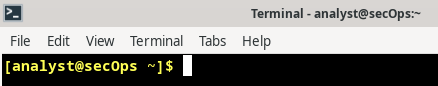 Terminal - analyst@secOps:~
File Edit View Terminal Tabs Help
[analyst@secOps ~]$